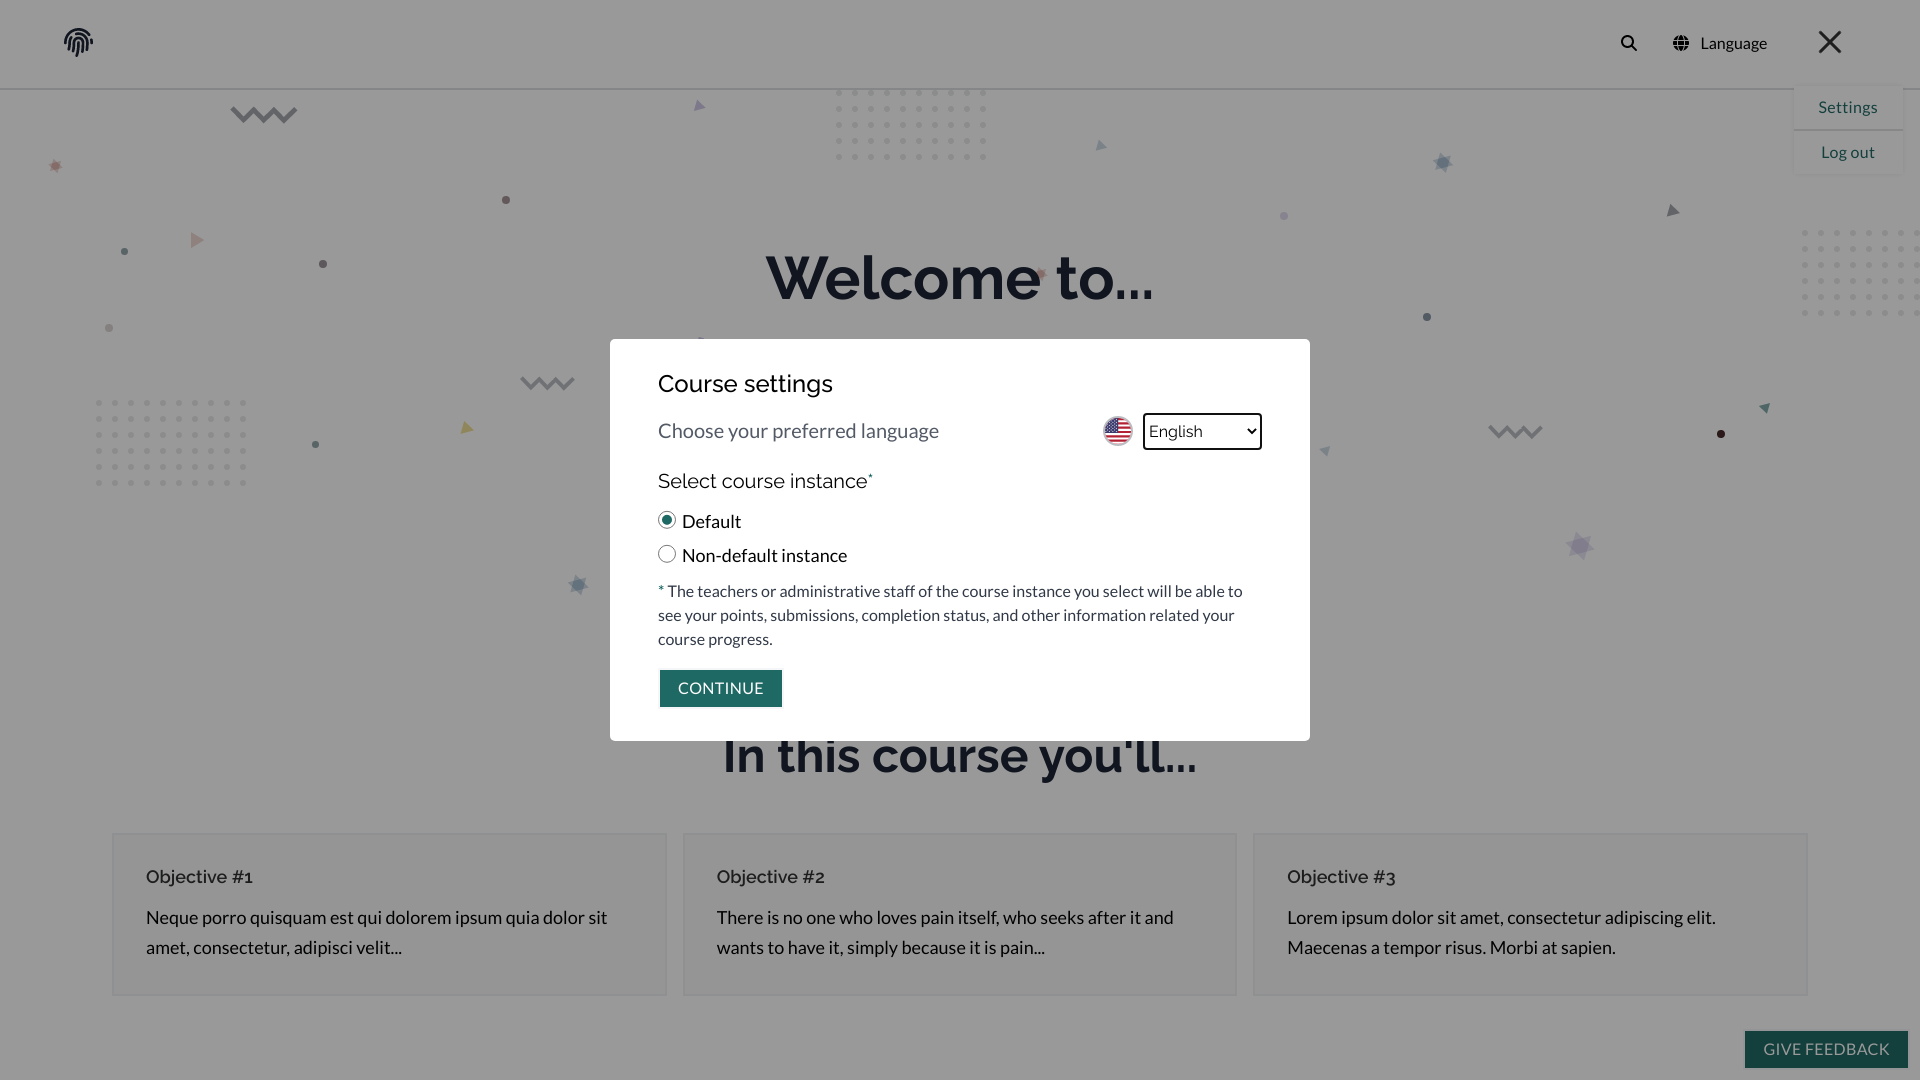 Language
Settings
Log out
Welcome to...
Course settings
Choose your preferred language
English
Select course instance*
Default
Non-default instance
* The teachers or administrative staff of the course instance you select will be able to
see your points, submissions, completion status, and other information related your
course progress.
CONTINUE
In this course you'll...
Objective #1
Neque porro quisquam est qui dolorem ipsum quia dolor sit
amet, consectetur, adipisci velit...
Objective #2
There is no one who loves pain itself, who seeks after it and
wants to have it, simply because it is pain...
Objective #3
Lorem ipsum dolor sit amet, consectetur adipiscing elit.
Maecenas a tempor risus. Morbi at sapien.
GIVE FEEDBACK